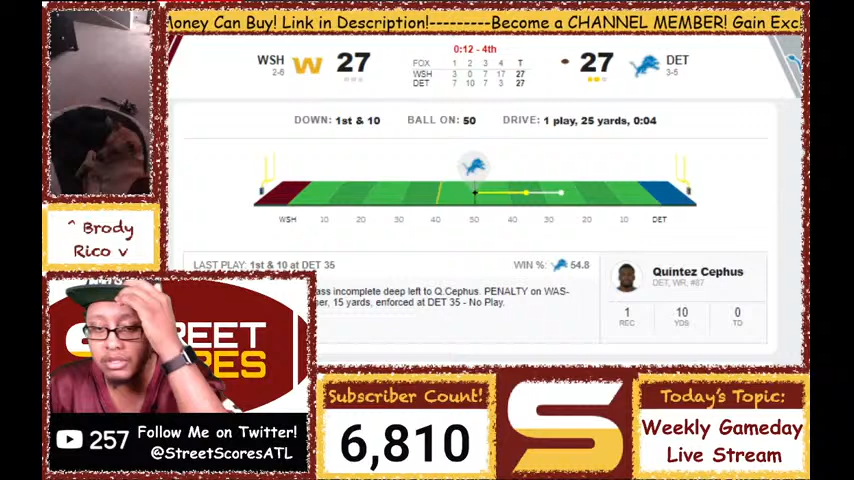 Money Can Buy! Link in Description!---------Become a CHANNEL MEMBER! Gain Exc
0:12 - 4th
WSH
2-6
W
27
FOX 1 2 3 4 T
WSH 3 0 7 17 27
DET 7 10 7 3 27
27
DET
3-5
DOWN: 1st & 10 BALL ON: 50 DRIVE: 1 play, 25 yards, 0:04
WSH 10 20 30 40 50 40 30 20 10 DET
LAST PLAY: 1st & 10 at DET 35
WIN %: 54.8
ass incomplete deep left to Q.Cephus. PENALTY on WAS-
er, 15 yards, enforced at DET 35 - No Play.
Quintez Cephus
DET, WR, #87
1 10 0
REC YDS TD
^ Brody
Rico v
STREET
SCORES
257
Follow Me on Twitter!
@StreetScoresATL
Subscriber Count!
6,810
S
Today's Topic:
Weekly Gameday
Live Stream